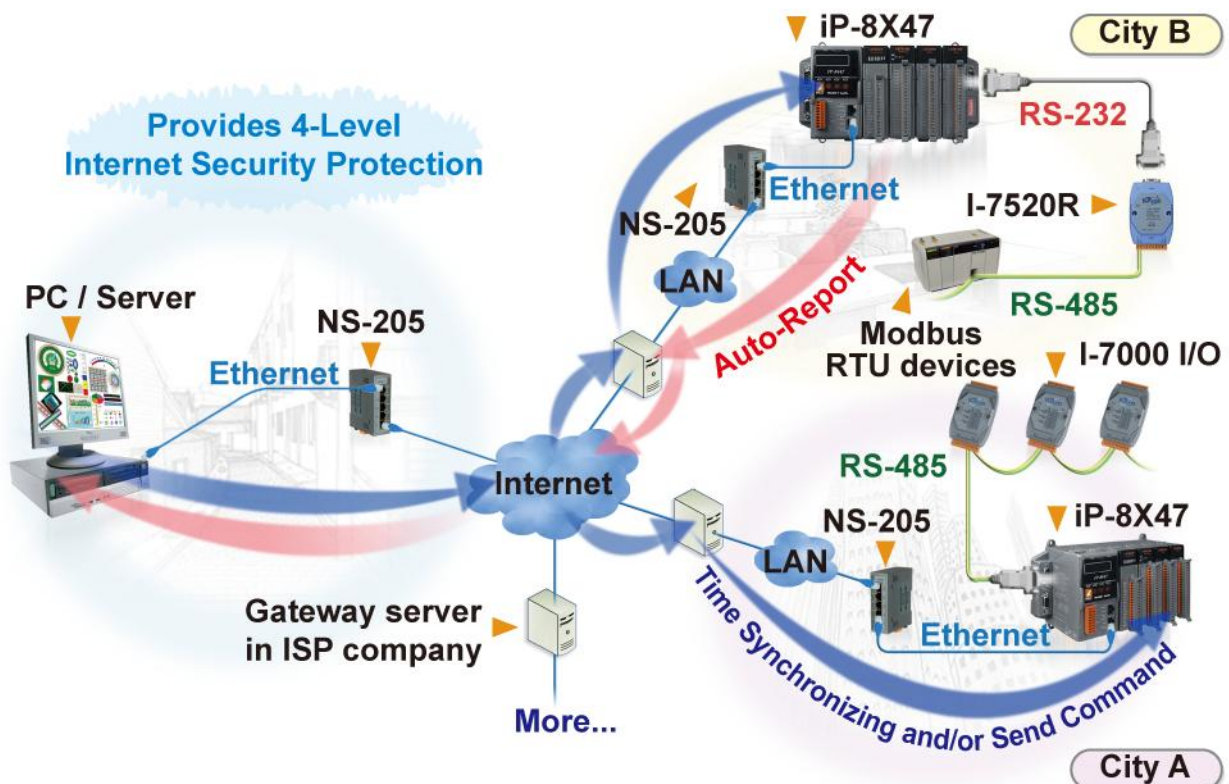 iP-8X47
City B
Provides 4-Level
Internet Security Protection
RS-232
Ethernet
NS-205
I-7520R
LAN
PC / Server
NS-205
Ethernet
Auto-Report
RS-485
Modbus
RTU devices
I-7000 I/O
Internet
RS-485
NS-205
iP-8X47
LAN
Gateway server
in ISP company
Ethernet
Time Synchronizing and/or Send Command
More...
City A